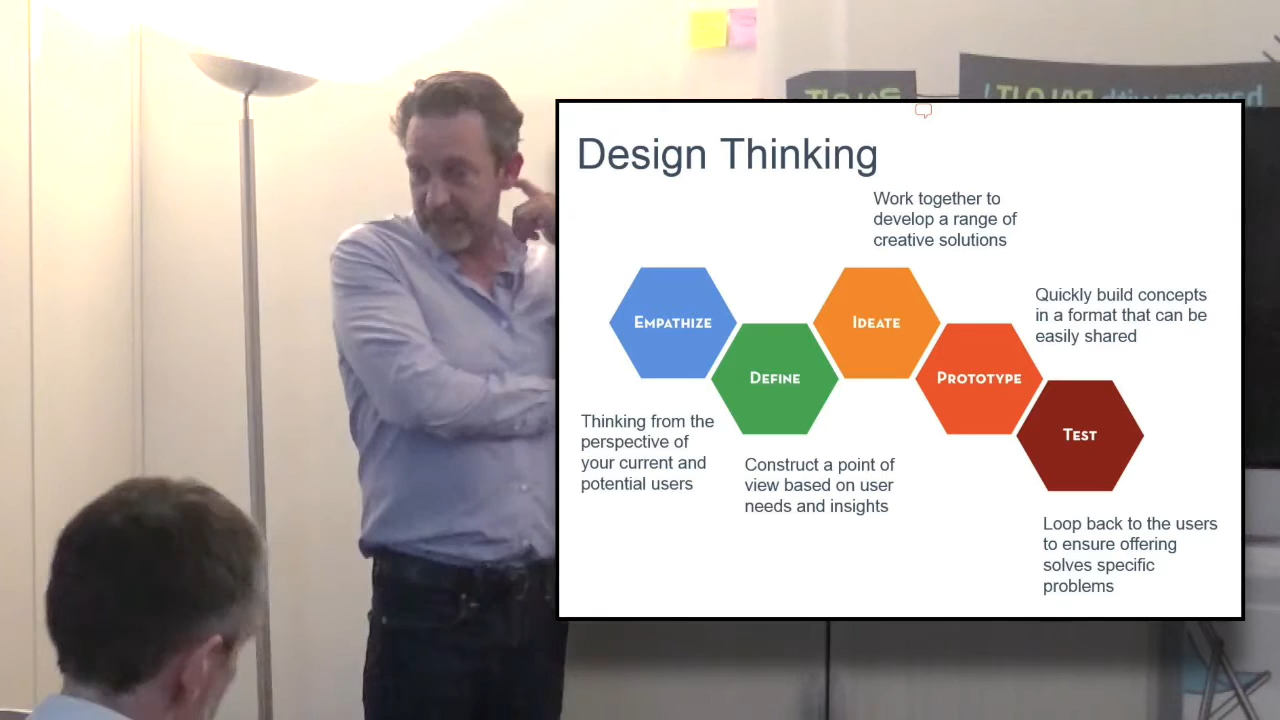 Design Thinking
Work together to
develop a range of
creative solutions
Quickly build concepts
in a format that can be
easily shared
EMPATHIZE
IDEATE
DEFINE
PROTOTYPE
TEST
Thinking from the
perspective of
your current and
potential users
Construct a point of
view based on user
needs and insights
Loop back to the users
to ensure offering
solves specific
problems